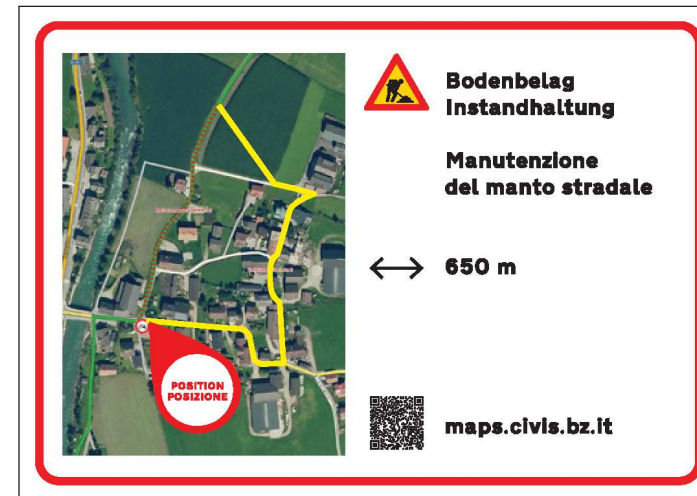 Bodenbelag
Instandhaltung
Manutenzione
del manto stradale
650 m
POSITION
POSIZIONE
maps.civis.bz.it